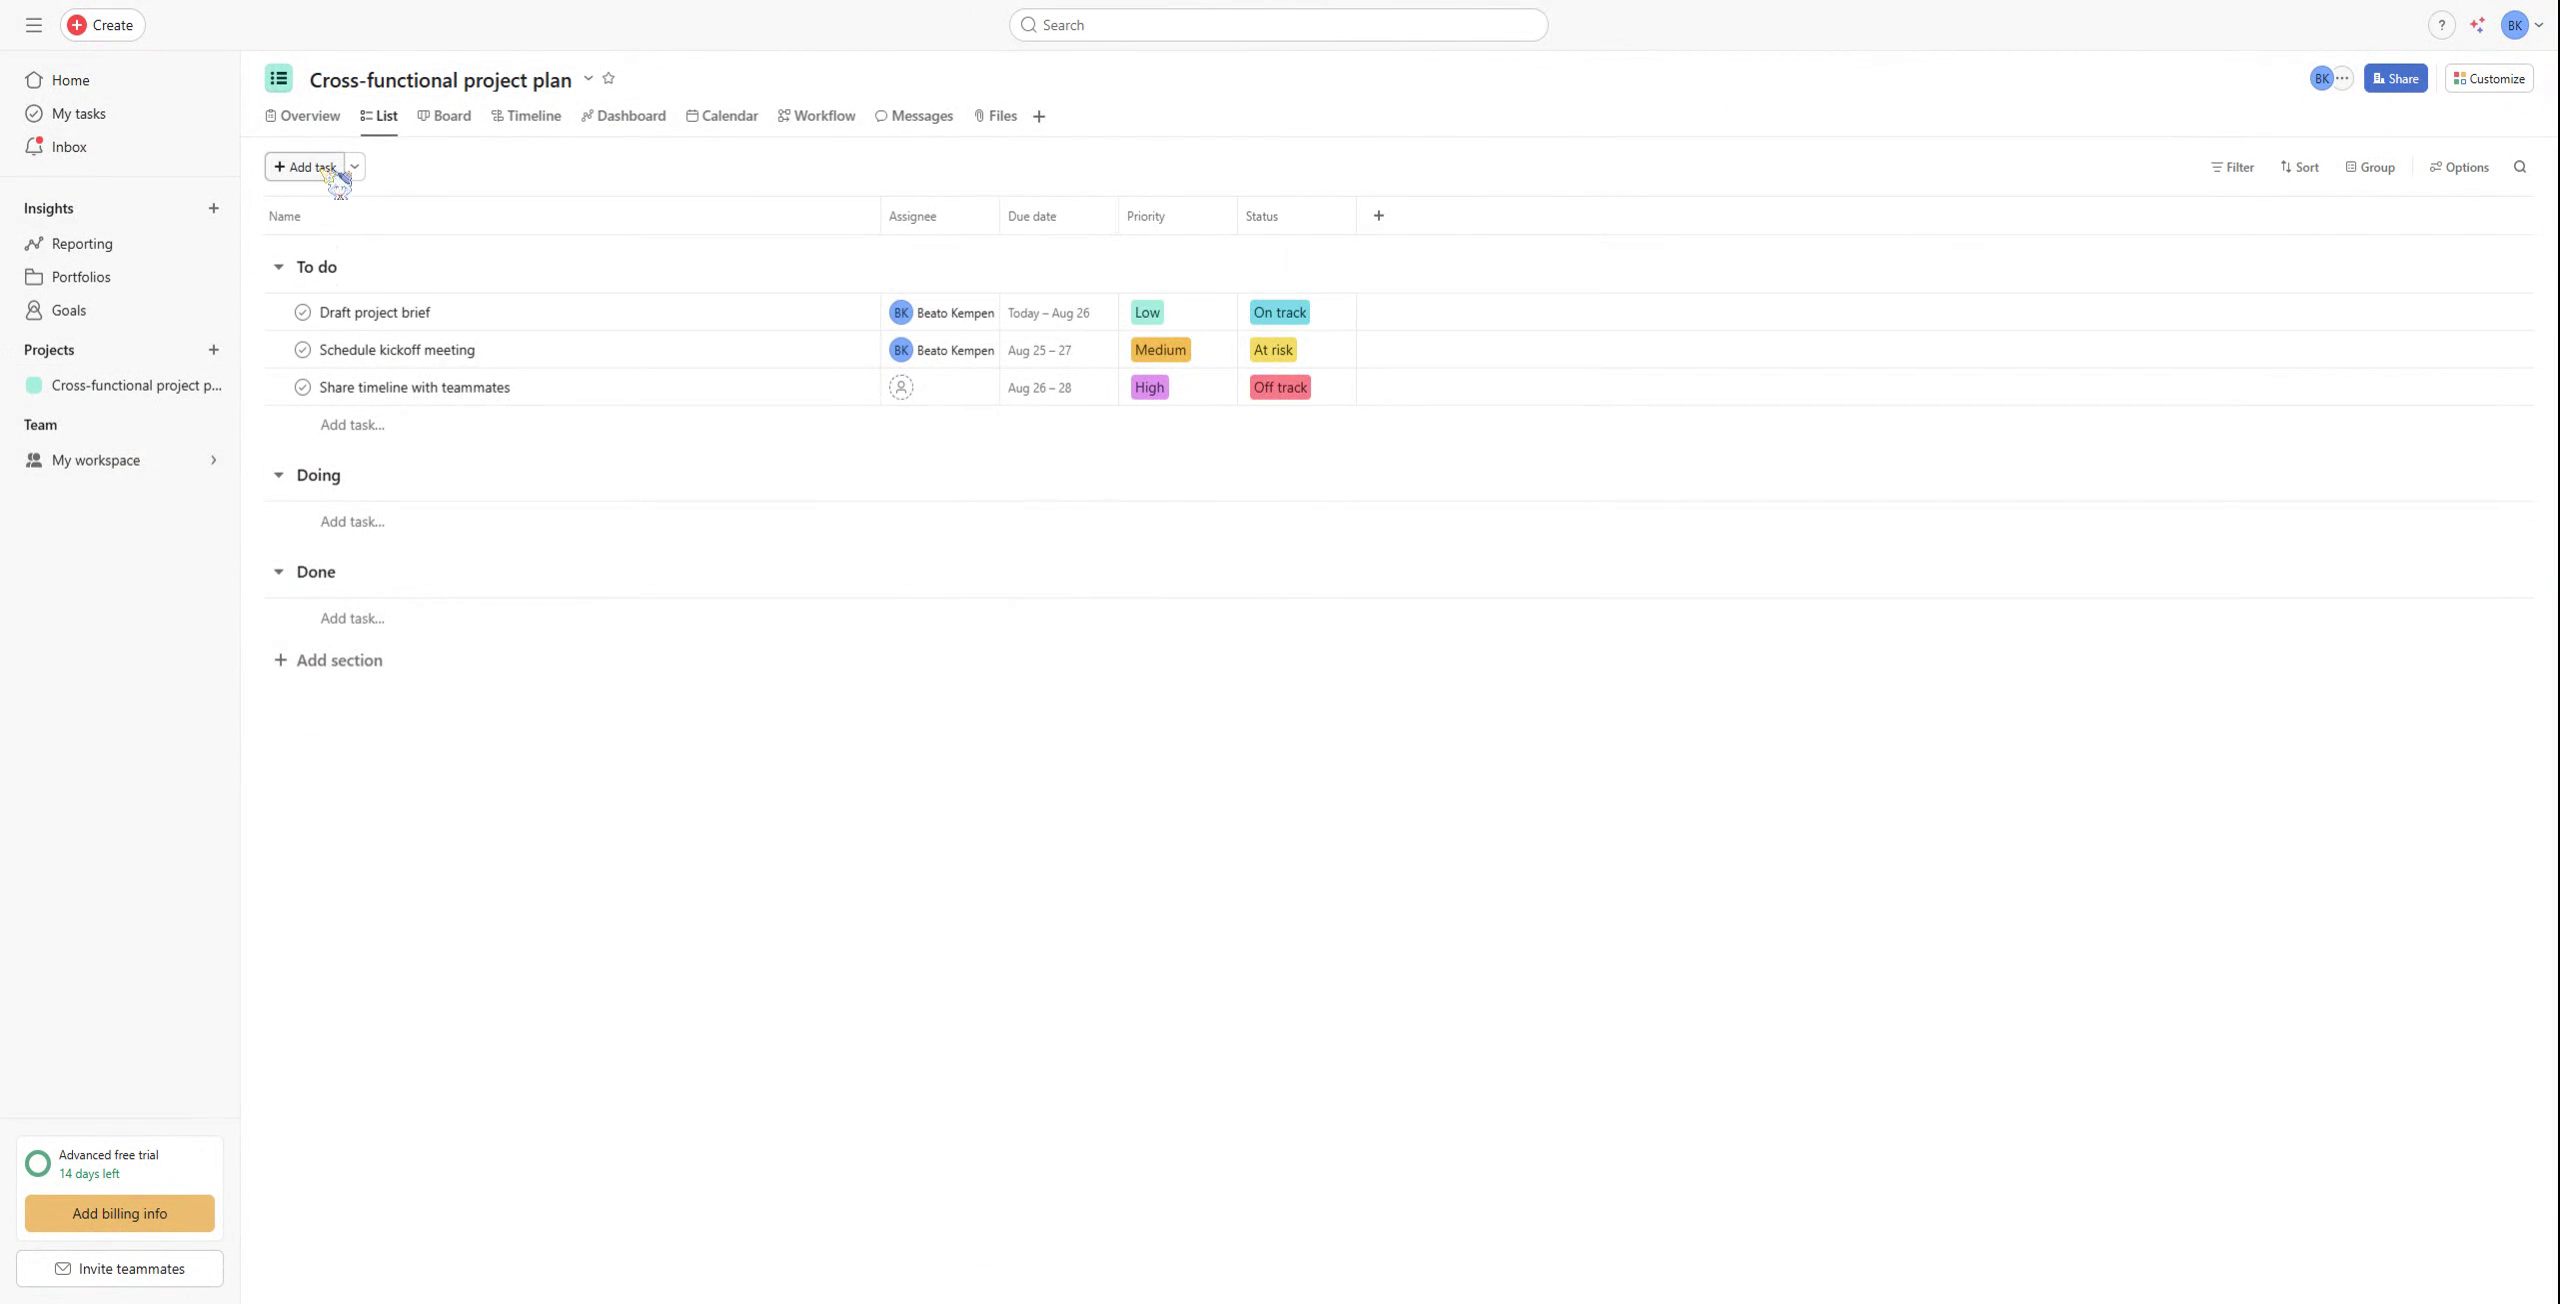 Create
Search
?
BK
Home
My tasks
Inbox
Insights
Reporting
Portfolios
Goals
Projects
Cross-functional project p...
Team
My workspace
Advanced free trial
14 days left
Add billing info
Invite teammates
Cross-functional project plan
BK
Share
Customize
Overview List Board Timeline Dashboard Calendar Workflow Messages Files
Add task
Filter Sort Group Options
Name Assignee Due date Priority Status
To do
Draft project brief BK Beato Kempen Today – Aug 26 Low On track
Schedule kickoff meeting BK Beato Kempen Aug 25 – 27 Medium At risk
Share timeline with teammates Aug 26 – 28 High Off track
Add task...
Doing
Add task...
Done
Add task...
Add section